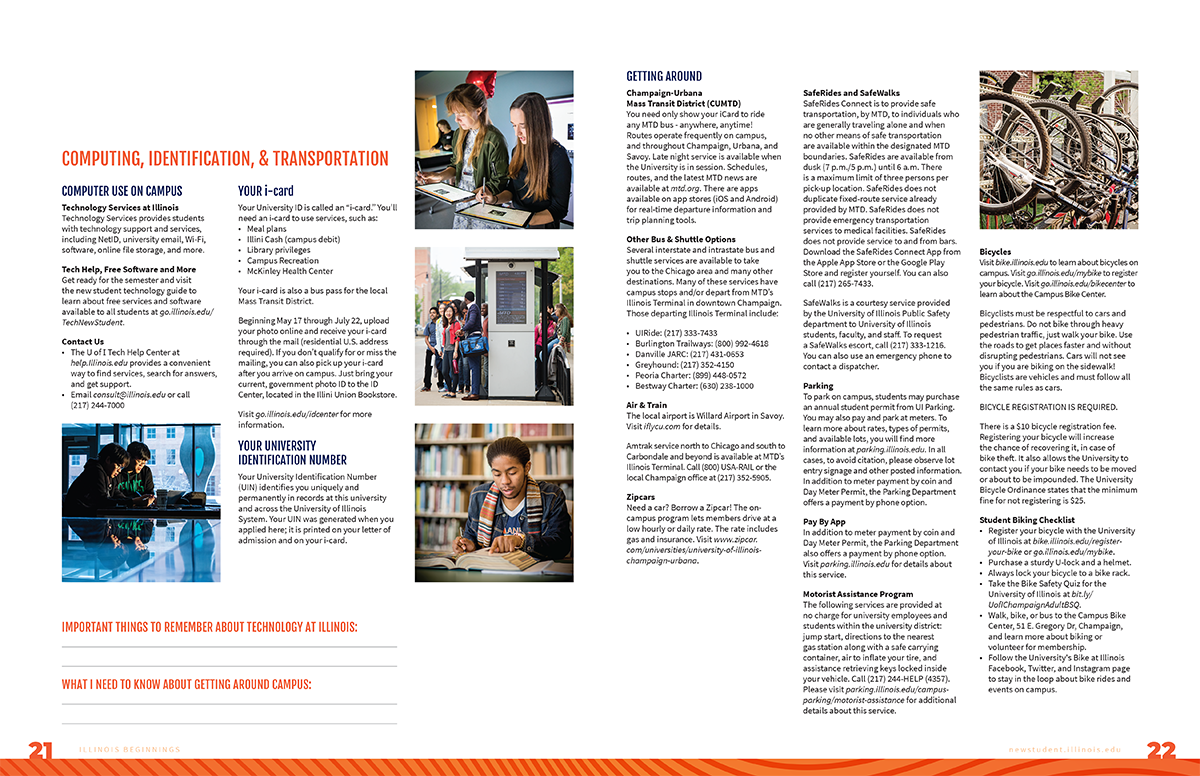 COMPUTING, IDENTIFICATION, & TRANSPORTATION
COMPUTER USE ON CAMPUS
Technology Services at Illinois
Technology Services provides students
with technology support and services,
including NetID, university email, Wi-Fi,
software, online file storage, and more.
Tech Help, Free Software and More
Get ready for the semester and visit
the new student technology guide to
learn about free services and software
available to all students at go.illinois.edu/
TechNewStudent.
Contact Us
• The U of I Tech Help Center at
help.illinois.edu provides a convenient
way to find services, search for answers,
and get support.
• Email consult@illinois.edu or call
(217) 244-7000
YOUR i-card
Your University ID is called an “i-card.” You’ll
need an i-card to use services, such as:
• Meal plans
• Illini Cash (campus debit)
• Library privileges
• Campus Recreation
• McKinley Health Center
Your i-card is also a bus pass for the local
Mass Transit District.
Beginning May 17 through July 22, upload
your photo online and receive your i-card
through the mail (residential U.S. address
required). If you don’t qualify for or miss the
mailing, you can also pick up your i-card
after you arrive on campus. Just bring your
current, government photo ID to the ID
Center, located in the Illini Union Bookstore.
Visit go.illinois.edu/idcenter for more
information.
YOUR UNIVERSITY
IDENTIFICATION NUMBER
Your University Identification Number
(UIN) identifies you uniquely and
permanently in records at this university
and across the University of Illinois
System. Your UIN was generated when you
applied here; it is printed on your letter of
admission and on your i-card.
IMPORTANT THINGS TO REMEMBER ABOUT TECHNOLOGY AT ILLINOIS:
WHAT I NEED TO KNOW ABOUT GETTING AROUND CAMPUS:
21
ILLINOIS BEGINNINGS
GETTING AROUND
Champaign-Urbana
Mass Transit District (CUMTD)
You need only show your iCard to ride
any MTD bus - anywhere, anytime!
Routes operate frequently on campus,
and throughout Champaign, Urbana, and
Savoy. Late night service is available when
the University is in session. Schedules,
routes, and the latest MTD news are
available at mtd.org. There are apps
available on app stores (iOS and Android)
for real-time departure information and
trip planning tools.
Other Bus & Shuttle Options
Several interstate and intrastate bus and
shuttle services are available to take
you to the Chicago area and many other
destinations. Many of these services have
campus stops and/or depart from MTD’s
Illinois Terminal in downtown Champaign.
Those departing Illinois Terminal include:
• UIRide: (217) 333-7433
• Burlington Trailways: (800) 992-4618
• Danville JARC: (217) 431-0653
• Greyhound: (217) 352-4150
• Peoria Charter: (899) 448-0572
• Bestway Charter: (630) 238-1000
Air & Train
The local airport is Willard Airport in Savoy.
Visit iflycu.com for details.
Amtrak service north to Chicago and south to
Carbondale and beyond is available at MTD’s
Illinois Terminal. Call (800) USA-RAIL or the
local Champaign office at (217) 352-5905.
Zipcars
Need a car? Borrow a Zipcar! The on-
campus program lets members drive at a
low hourly or daily rate. The rate includes
gas and insurance. Visit www.zipcar.
com/universities/university-of-illinois-
champaign-urbana.
SafeRides and SafeWalks
SafeRides Connect is to provide safe
transportation, by MTD, to individuals who
are generally traveling alone and when
no other means of safe transportation
are available within the designated MTD
boundaries. SafeRides are available from
dusk (7 p.m./5 p.m.) until 6 a.m. There
is a maximum limit of three persons per
pick-up location. SafeRides does not
duplicate fixed-route service already
provided by MTD. SafeRides does not
provide emergency transportation
services to medical facilities. SafeRides
does not provide service to and from bars.
Download the SafeRides Connect App from
the Apple App Store or the Google Play
Store and register yourself. You can also
call (217) 265-7433.
SafeWalks is a courtesy service provided
by the University of Illinois Public Safety
department to University of Illinois
students, faculty, and staff. To request
a SafeWalks escort, call (217) 333-1216.
You can also use an emergency phone to
contact a dispatcher.
Parking
To park on campus, students may purchase
an annual student permit from UI Parking.
You may also pay and park at meters. To
learn more about rates, types of permits,
and available lots, you will find more
information at parking.illinois.edu. In all
cases, to avoid citation, please observe lot
entry signage and other posted information.
In addition to meter payment by coin and
Day Meter Permit, the Parking Department
offers a payment by phone option.
Pay By App
In addition to meter payment by coin and
Day Meter Permit, the Parking Department
also offers a payment by phone option.
Visit parking.illinois.edu for details about
this service.
Motorist Assistance Program
The following services are provided at
no charge for university employees and
students within the university district:
jump start, directions to the nearest
gas station along with a safe carrying
container, air to inflate your tire, and
assistance retrieving keys locked inside
your vehicle. Call (217) 244-HELP (4357).
Please visit parking.illinois.edu/campus-
parking/motorist-assistance for additional
details about this service.
Bicycles
Visit bike.illinois.edu to learn about bicycles on
campus. Visit go.illinois.edu/mybike to register
your bicycle. Visit go.illinois.edu/bikecenter to
learn about the Campus Bike Center.
Bicyclists must be respectful to cars and
pedestrians. Do not bike through heavy
pedestrian traffic, just walk your bike. Use
the roads to get places faster and without
disrupting pedestrians. Cars will not see
you if you are biking on the sidewalk!
Bicyclists are vehicles and must follow all
the same rules as cars.
BICYCLE REGISTRATION IS REQUIRED.
There is a $10 bicycle registration fee.
Registering your bicycle will increase
the chance of recovering it, in case of
bike theft. It also allows the University to
contact you if your bike needs to be moved
or about to be impounded. The University
Bicycle Ordinance states that the minimum
fine for not registering is $25.
Student Biking Checklist
• Register your bicycle with the University
of Illinois at bike.illinois.edu/register-
your-bike or go.illinois.edu/mybike.
• Purchase a sturdy U-lock and a helmet.
• Always lock your bicycle to a bike rack.
• Take the Bike Safety Quiz for the
University of Illinois at bit.ly/
UofIChampaignAdultBSQ.
• Walk, bike, or bus to the Campus Bike
Center, 51 E. Gregory Dr, Champaign,
and learn more about biking or
volunteer for membership.
• Follow the University’s Bike at Illinois
Facebook, Twitter, and Instagram page
to stay in the loop about bike rides and
events on campus.
newstudent.illinois.edu
22